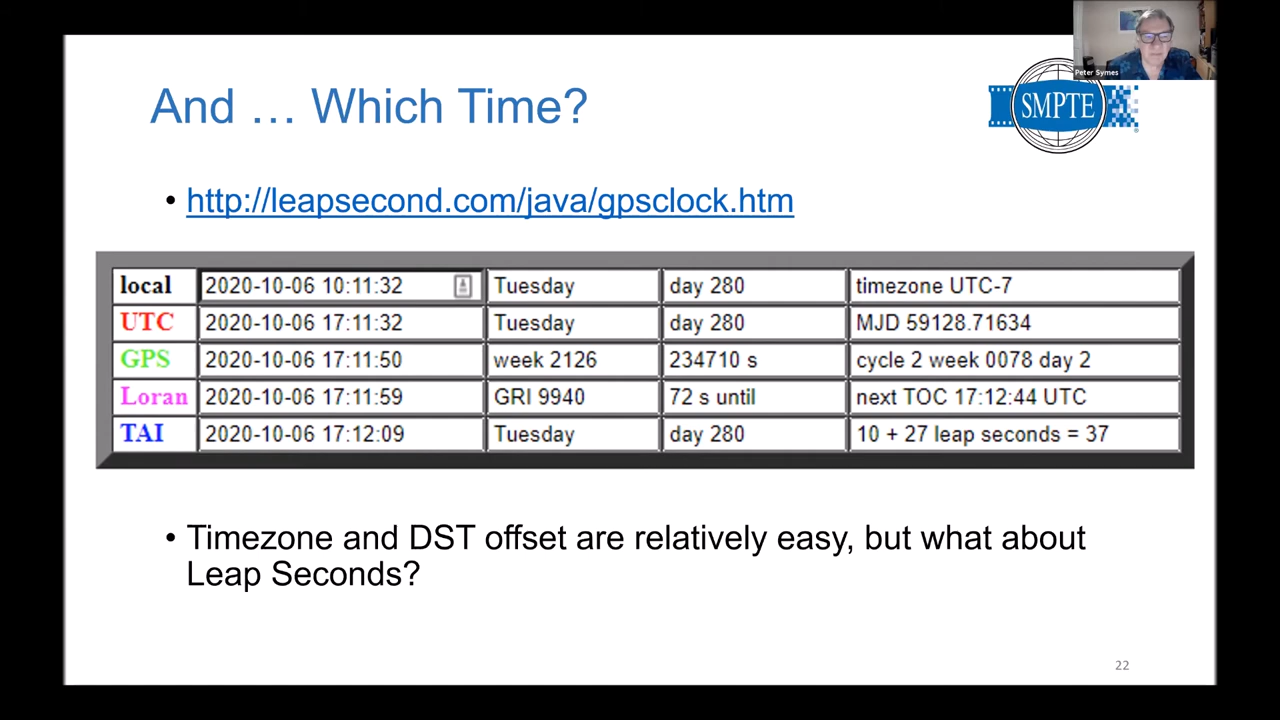 Peter Symes
SMPTE
And … Which Time?
• http://leapsecond.com/java/gpsclock.htm
local 2020-10-06 10:11:32 Tuesday day 280 timezone UTC-7
UTC 2020-10-06 17:11:32 Tuesday day 280 MJD 59128.71634
GPS 2020-10-06 17:11:50 week 2126 234710 s cycle 2 week 0078 day 2
Loran 2020-10-06 17:11:59 GRI 9940 72 s until next TOC 17:12:44 UTC
TAI 2020-10-06 17:12:09 Tuesday day 280 10 + 27 leap seconds = 37
• Timezone and DST offset are relatively easy, but what about
Leap Seconds?
22